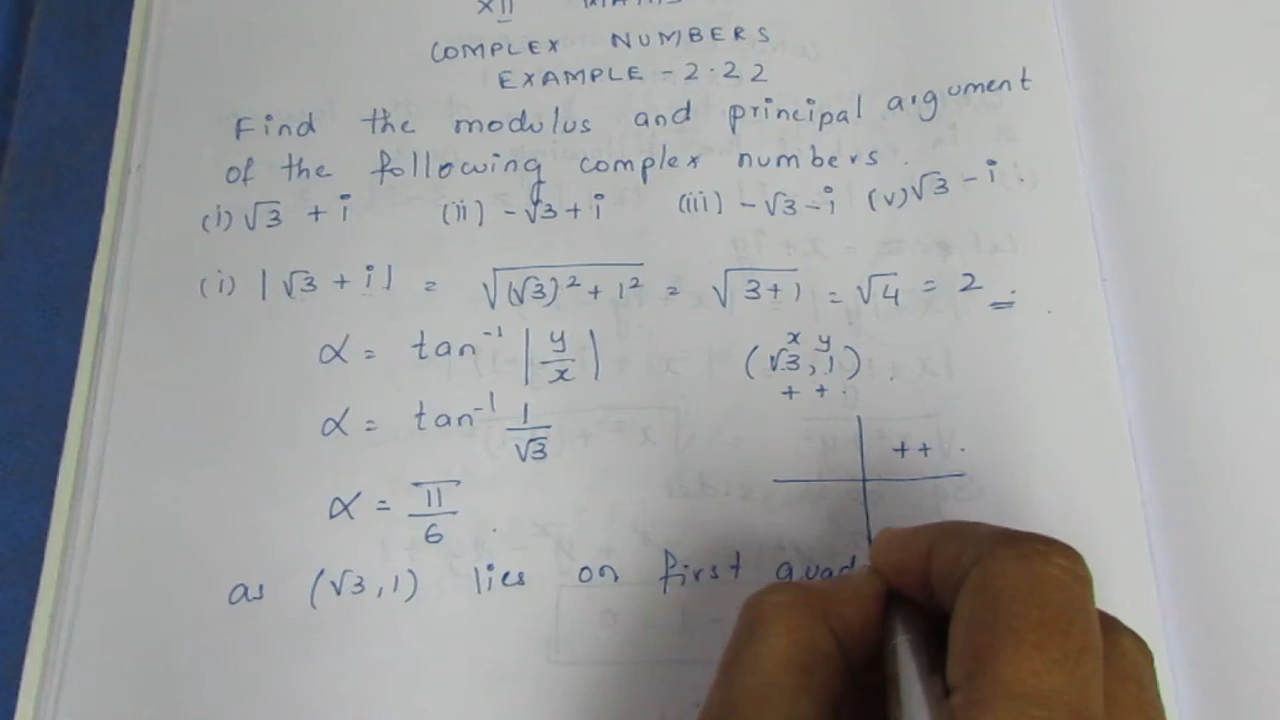 XII
COMPLEX NUMBERS
EXAMPLE - 2.22
Find the modulus and principal argument
of the following complex numbers.
(i) √3 + i (ii) -√3 + i (iii) -√3 - i (v) √3 - i.
(i) |√3 + i| = √((√3)² + 1²) = √(3+1) = √4 = 2
α = tan⁻¹ |y/x|
x y
(√3, 1).
+ +.
α = tan⁻¹ 1/√3
++.
α = π/6.
as (√3, 1) lies on first quad